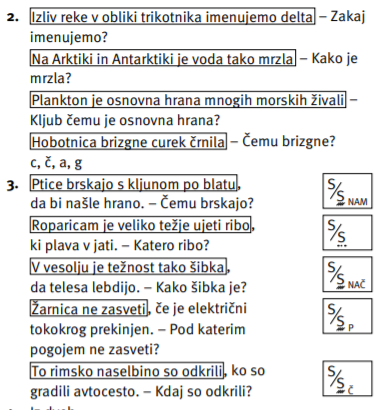 2. Izliv reke v obliki trikotnika imenujemo delta – Zakaj
imenujemo?
Na Arktiki in Antarktiki je voda tako mrzla – Kako je
mrzla?
Plankton je osnovna hrana mnogih morskih živali –
Kljub čemu je osnovna hrana?
Hobotnica brizgne curek črnila – Čemu brizgne?
c, č, a, g
3. Ptice brskajo s kljunom po blatu,
da bi našle hrano. – Čemu brskajo?
S/S NAM
Roparicam je veliko težje ujeti ribo,
ki plava v jati. – Katero ribo?
S/S ...
V vesolju je težnost tako šibka,
da telesa lebdijo. – Kako šibka je?
S/S NAČ
Žarnica ne zasveti, če je električni
tokokrog prekinjen. – Pod katerim
pogojem ne zasveti?
S/S P
To rimsko naselbino so odkrili, ko so
gradili avtocesto. – Kdaj so odkrili?
S/S Č